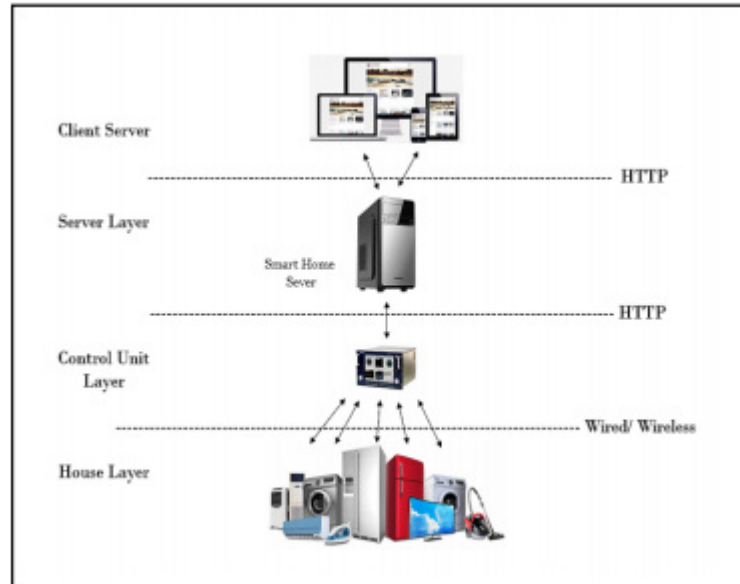 Client Server
HTTP
Server Layer
Smart Home
Sever
HTTP
Control Unit
Layer
Wired/ Wireless
House Layer